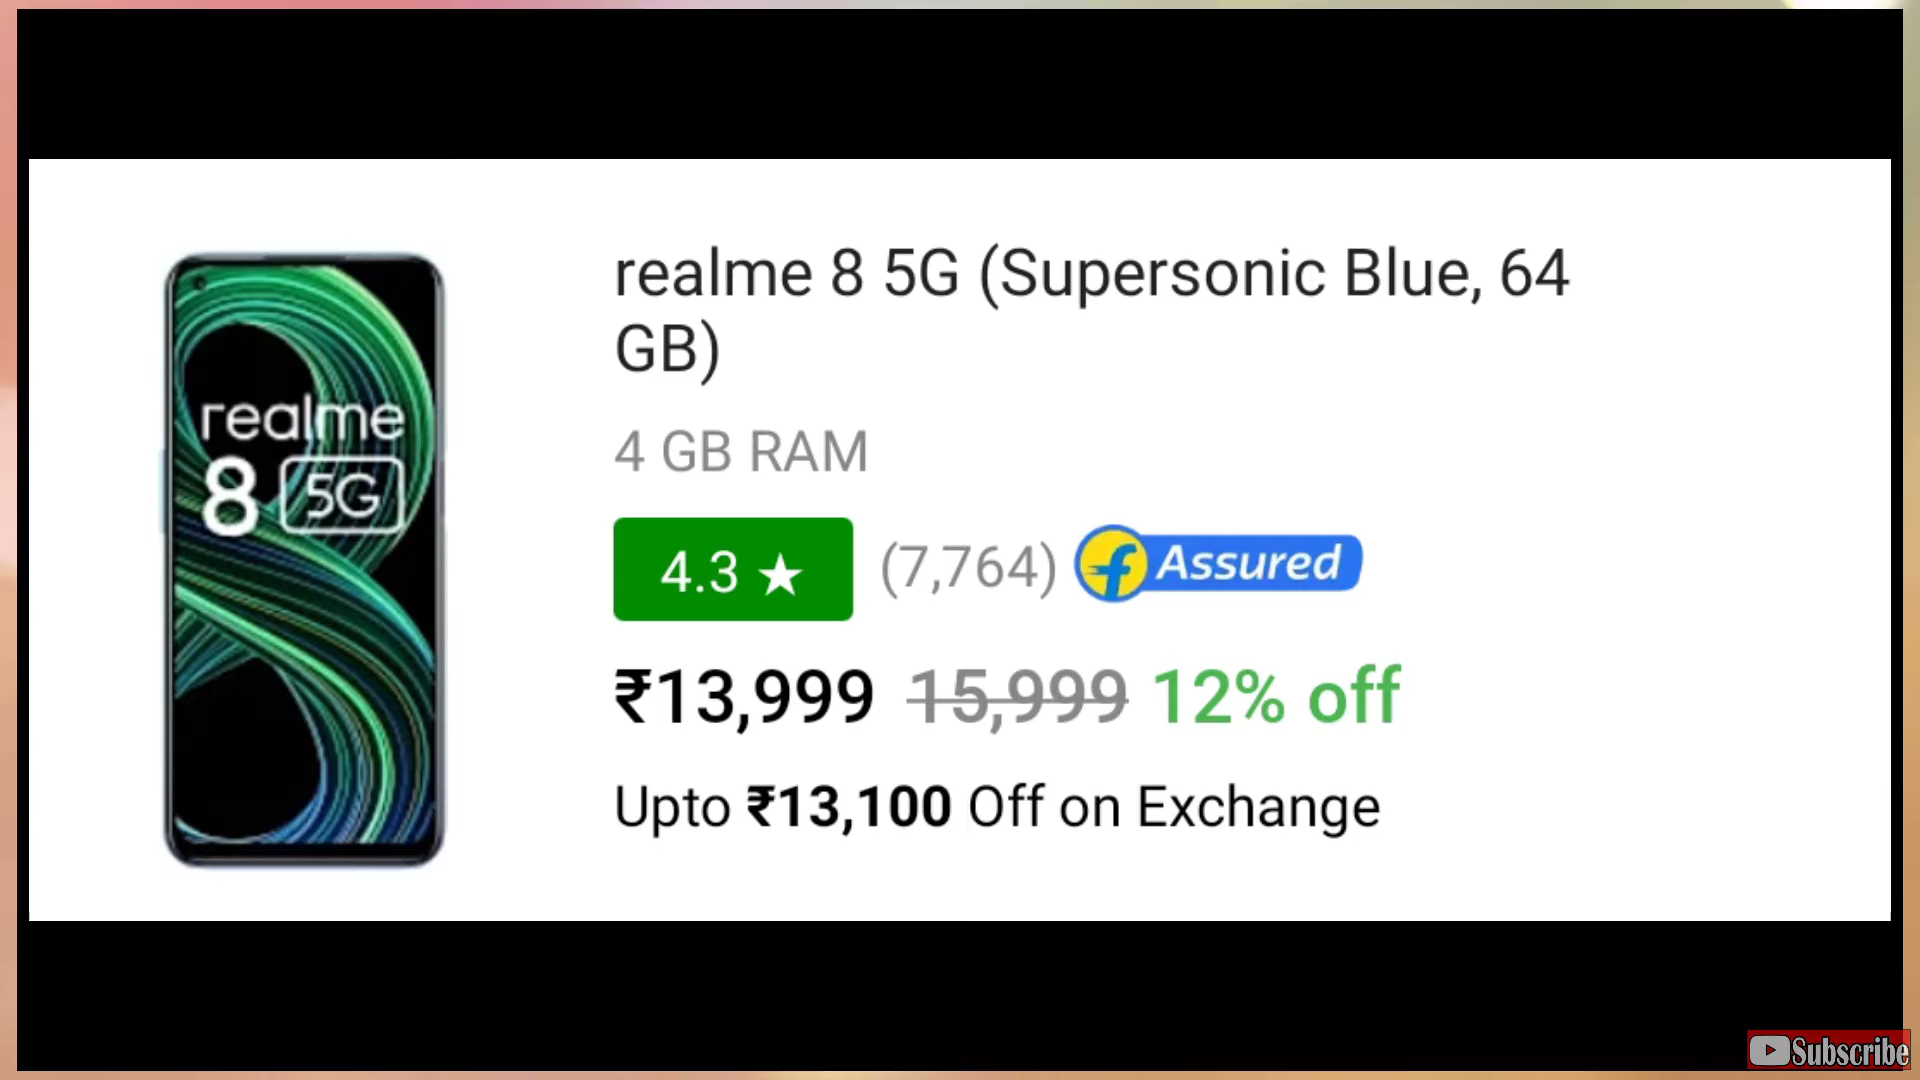 realme 8 5G (Supersonic Blue, 64
GB)
realme
8 5G
4 GB RAM
4.3 ★ (7,764) f Assured
₹13,999 15,999 12% off
Upto ₹13,100 Off on Exchange
Subscribe